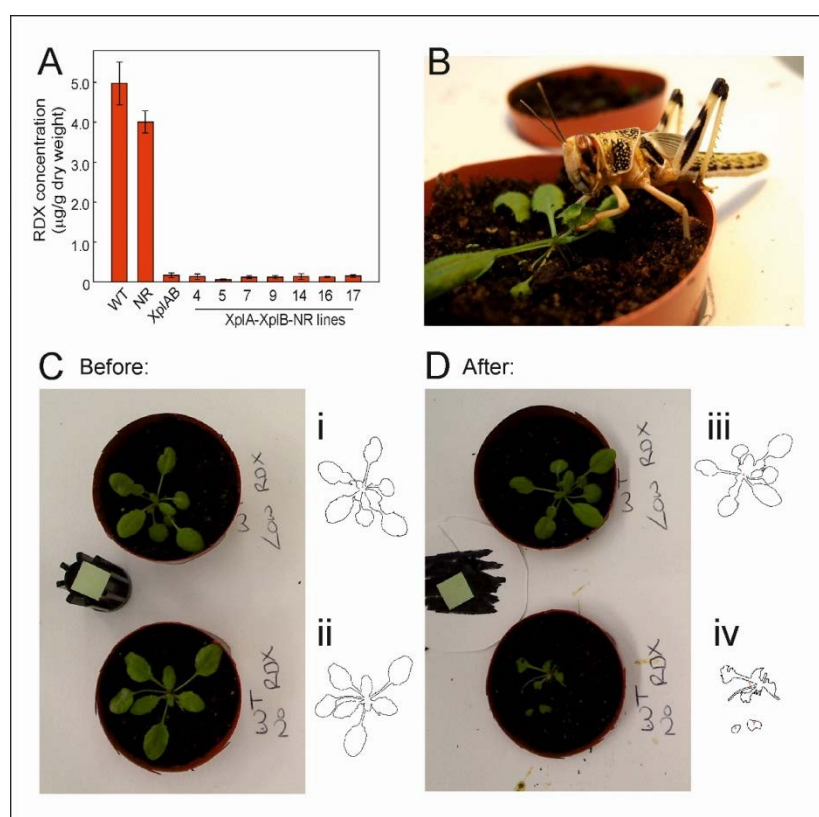 A
RDX concentration
(µg/g dry weight)
5.0
4.0
3.0
2.0
1.0
0
WT
NR
XplAB
4 5 7 9 14 16 17
XplA-XplB-NR lines
B
C Before:
i
LOW RDX
ii
WT
20 RDX
D After:
iii
LOW RDX
iv
WT
20 RDX